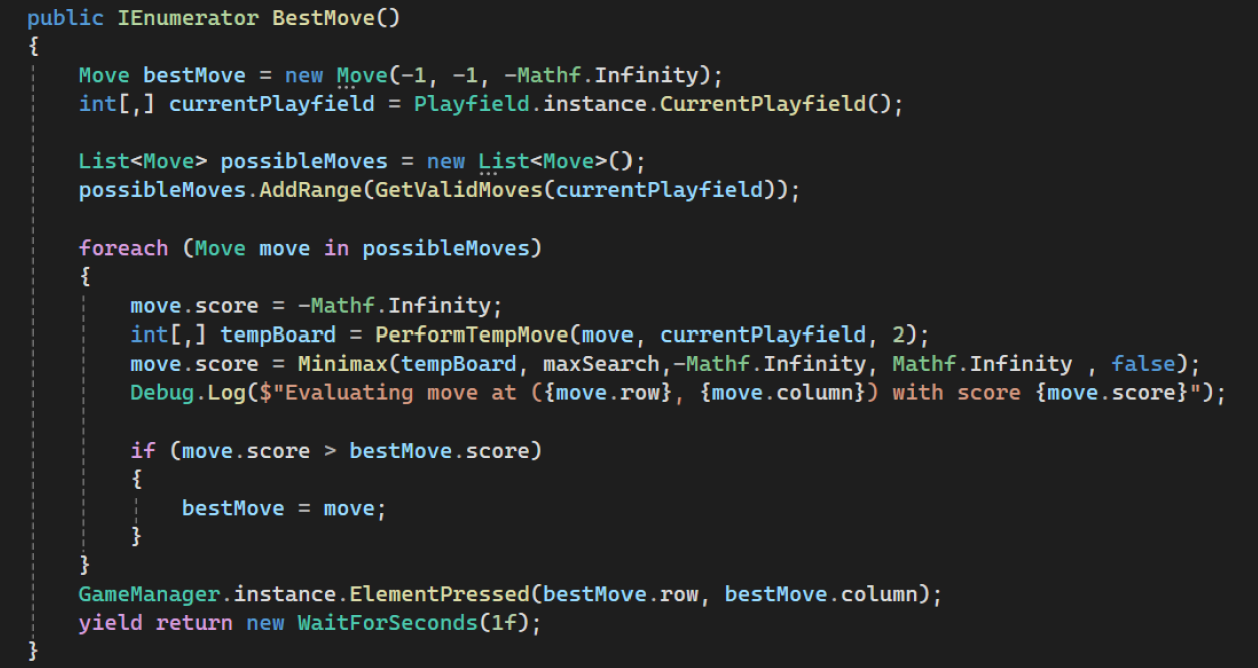 public IEnumerator BestMove()
{
    Move bestMove = new Move(-1, -1, -Mathf.Infinity);
    int[,] currentPlayfield = Playfield.instance.CurrentPlayfield();

    List<Move> possibleMoves = new List<Move>();
    possibleMoves.AddRange(GetValidMoves(currentPlayfield));

    foreach (Move move in possibleMoves)
    {
        move.score = -Mathf.Infinity;
        int[,] tempBoard = PerformTempMove(move, currentPlayfield, 2);
        move.score = Minimax(tempBoard, maxSearch,-Mathf.Infinity, Mathf.Infinity , false);
        Debug.Log($"Evaluating move at ({move.row}, {move.column}) with score {move.score}");

        if (move.score > bestMove.score)
        {
            bestMove = move;
        }
    }
    GameManager.instance.ElementPressed(bestMove.row, bestMove.column);
    yield return new WaitForSeconds(1f);
}